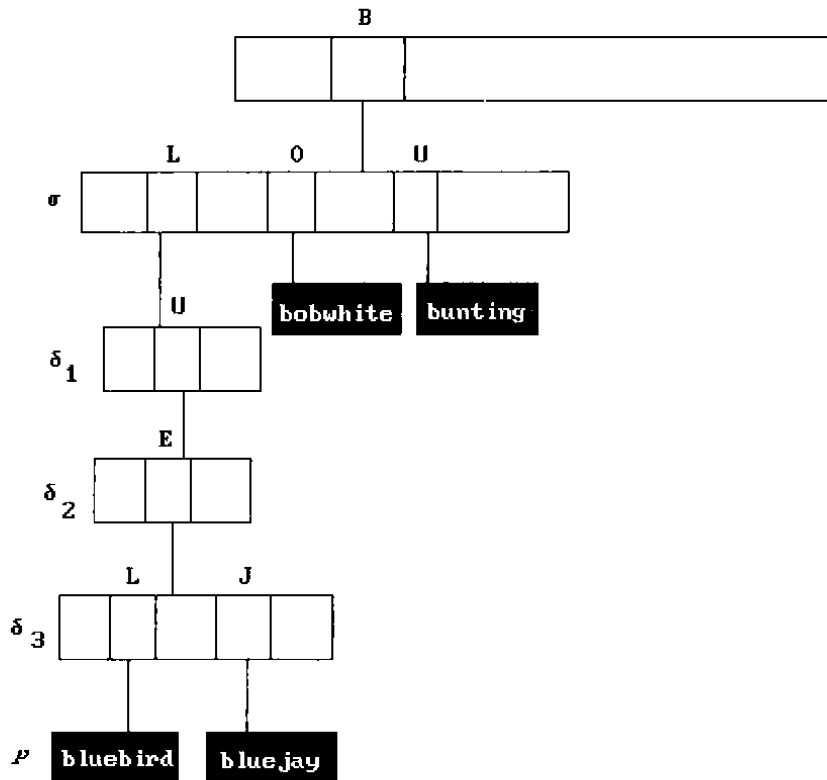 B
L O U
σ
bobwhite bunting
U
δ1
E
δ2
L J
δ3
P bluebird bluejay